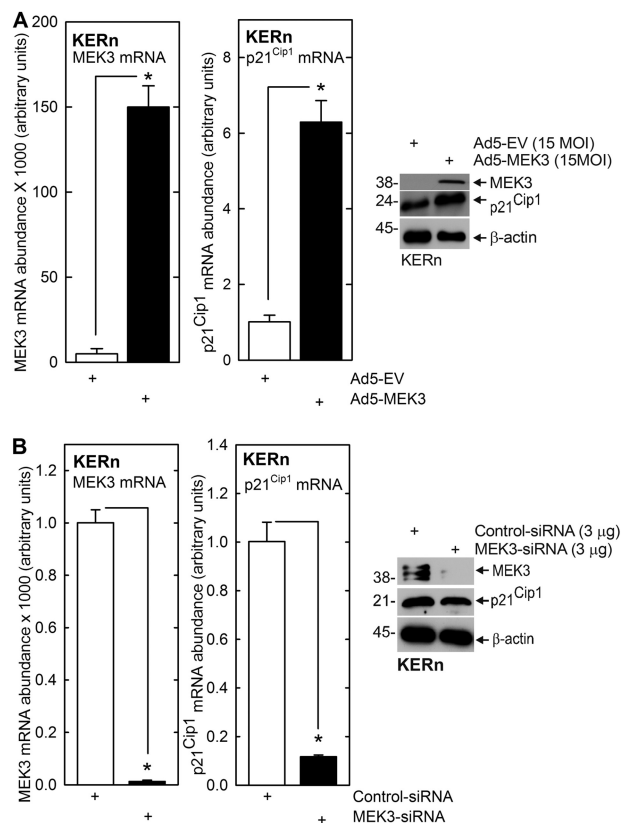 A
KERn
MEK3 mRNA
*
MEK3 mRNA abundance X 1000 (arbitrary units)
200
150
100
50
0
+
+
KERn
p21Cip1 mRNA
*
p21Cip1 mRNA abundance (arbitrary units)
8
6
4
2
0
+
+
Ad5-EV
Ad5-MEK3
+
+
Ad5-EV (15 MOI)
Ad5-MEK3 (15MOI)
38-
MEK3
24-
p21Cip1
45-
β-actin
KERn
B
KERn
MEK3 mRNA
*
MEK3 mRNA abundance x 1000 (arbitrary units)
1.2
1.0
0.8
0.6
0.4
0.2
0.0
+
+
KERn
p21Cip1 mRNA
*
p21Cip1 mRNA abundance (arbitrary units)
1.4
1.2
1.0
0.8
0.6
0.4
0.2
0.0
+
+
Control-siRNA
MEK3-siRNA
+
+
Control-siRNA (3 µg)
MEK3-siRNA (3 µg)
38-
MEK3
21-
p21Cip1
45-
β-actin
KERn